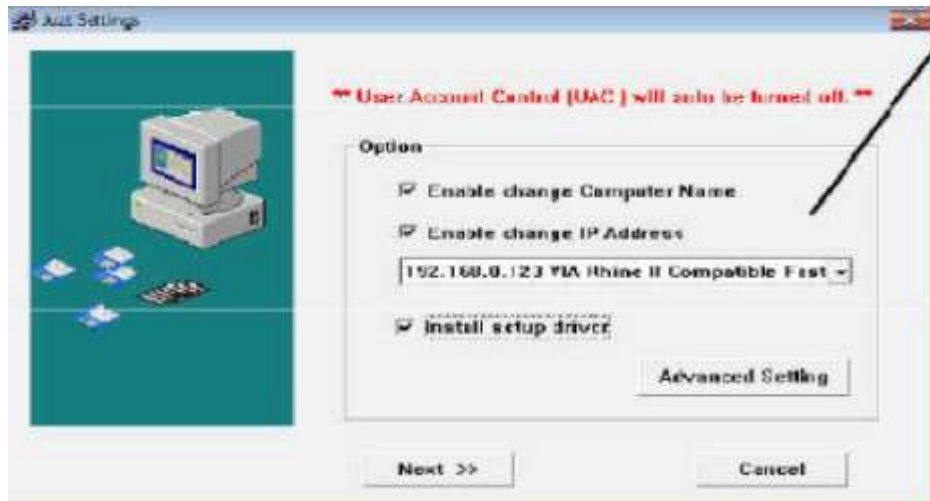 Just Settings
** User Account Control (UAC ) will auto be turned off. **
Option
Enable change Computer Name
Enable change IP Address
192.168.0.123 VIA Rhine II Compatible Fast
Install setup driver
Advanced Setting
Next >>
Cancel